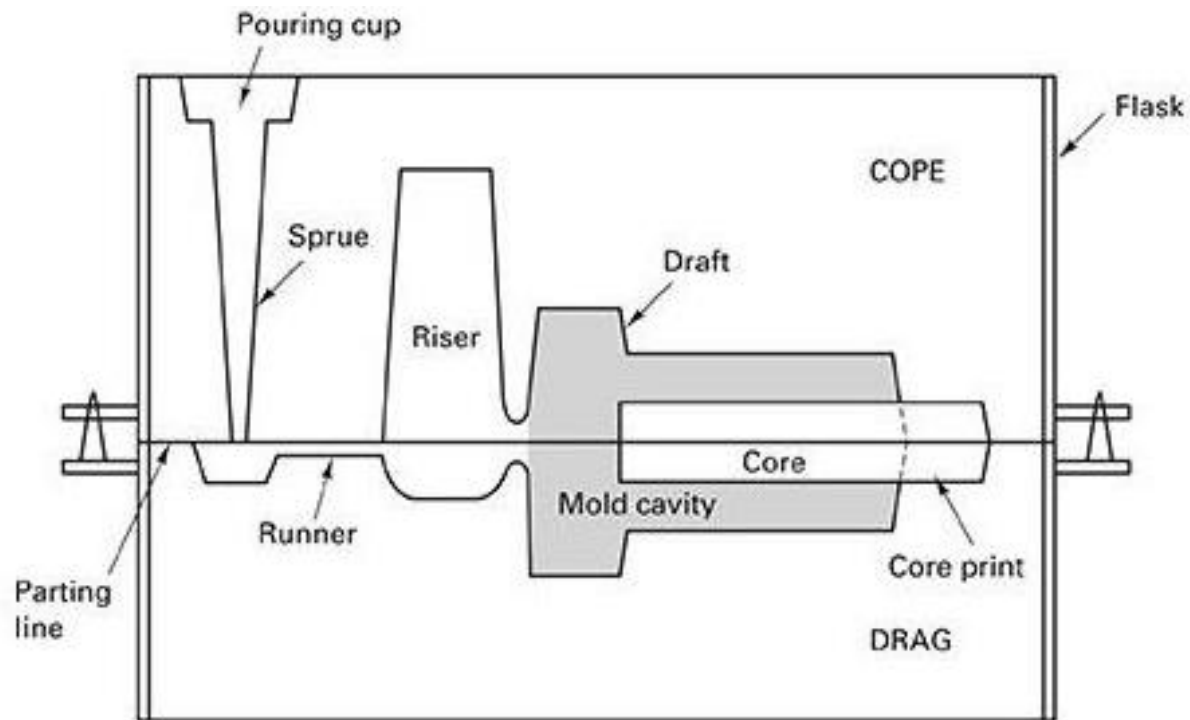 Pouring cup
Flask
COPE
Sprue
Draft
Riser
Core
Mold cavity
Runner
Core print
Parting
line
DRAG